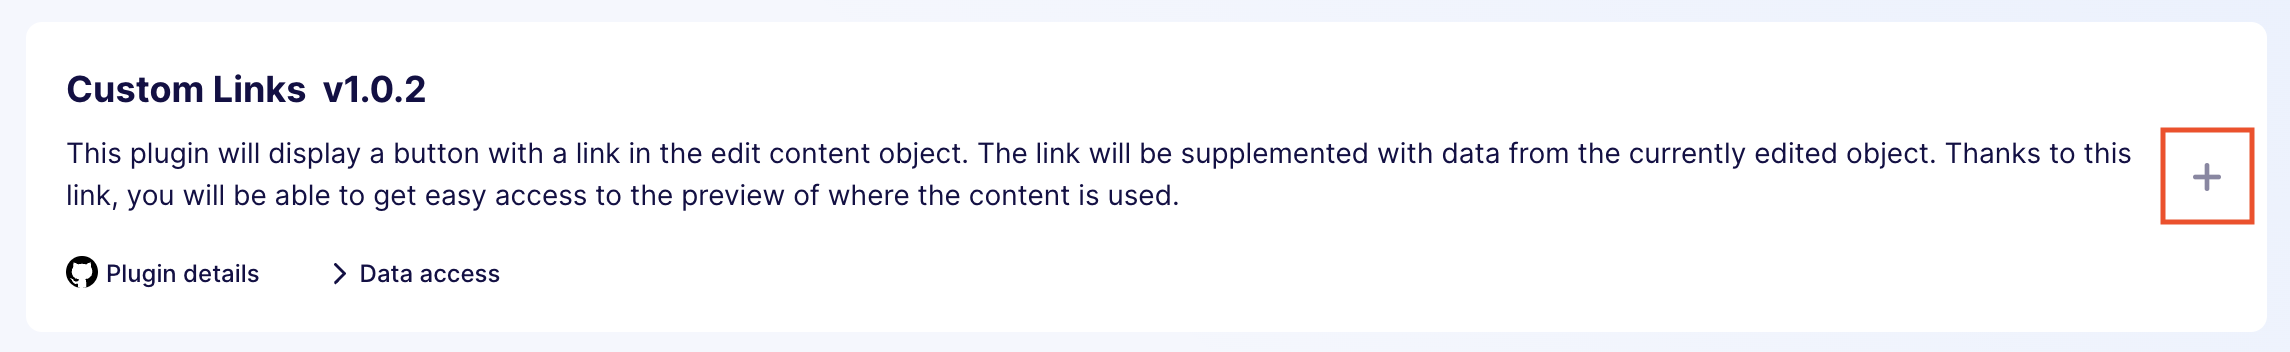 Custom Links v1.0.2
This plugin will display a button with a link in the edit content object. The link will be supplemented with data from the currently edited object. Thanks to this
link, you will be able to get easy access to the preview of where the content is used.
Plugin details
Data access